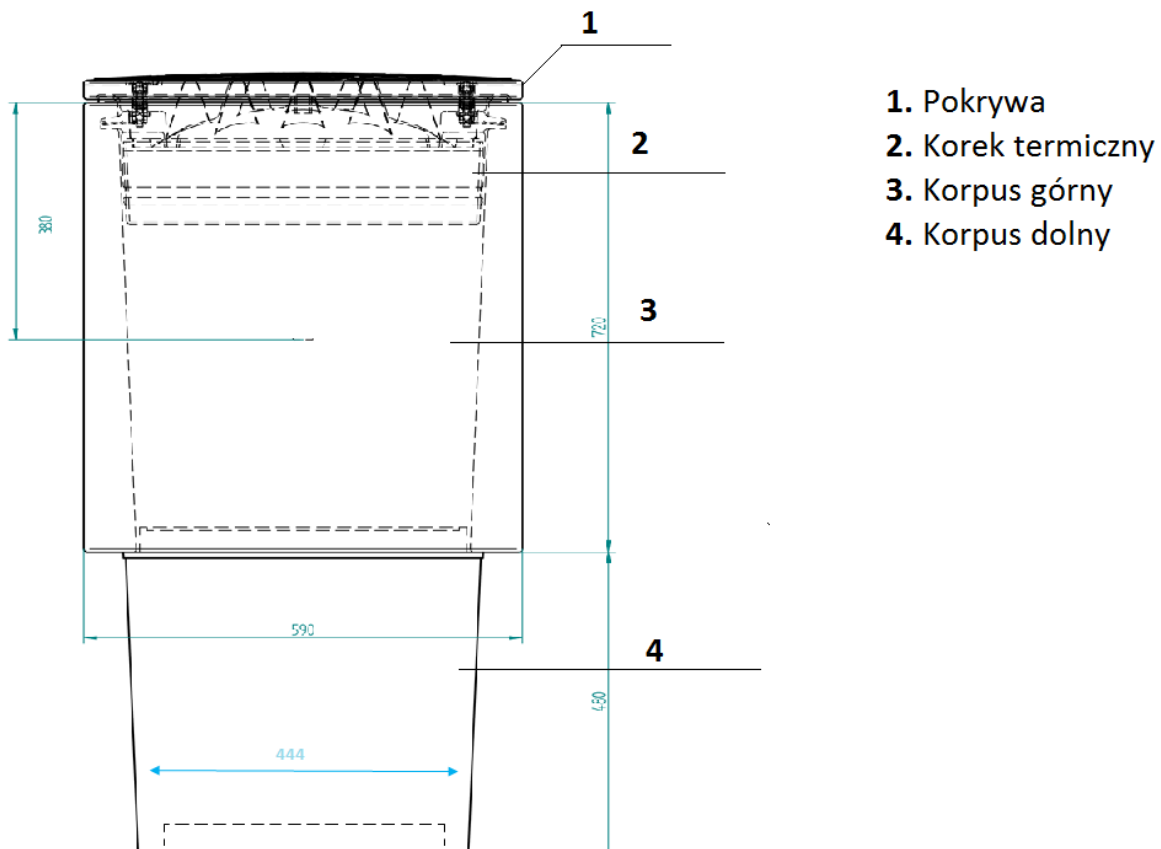 1
1. Pokrywa
2. Korek termiczny
3. Korpus górny
4. Korpus dolny
2
380
3
720
590
4
480
444